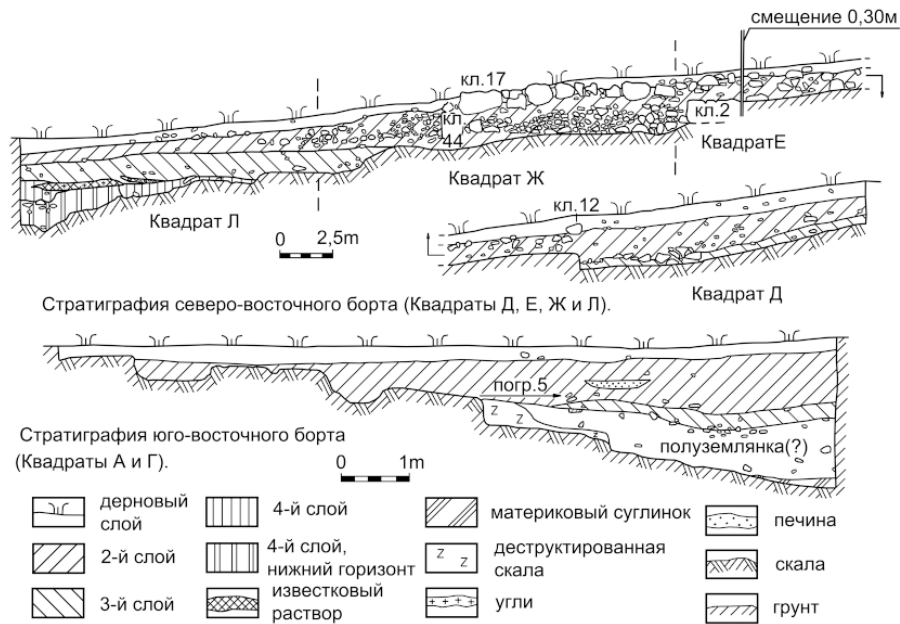 смещение 0,30м
кл.17
кл.
44
кл.2
КвадратЕ
Квадрат Ж
Квадрат Л
0 2,5m
кл.12
Квадрат Д
Стратиграфия северо-восточного борта (Квадраты Д, Е, Ж и Л).
погр.5
z
z
полуземлянка(?)
Стратиграфия юго-восточного борта
(Квадраты А и Г).
0 1m
дерновый
слой
2-й слой
3-й слой
4-й слой
4-й слой,
нижний горизонт
известковый
раствор
материковый суглинок
z
z
деструктированная
скала
угли
печина
скала
грунт